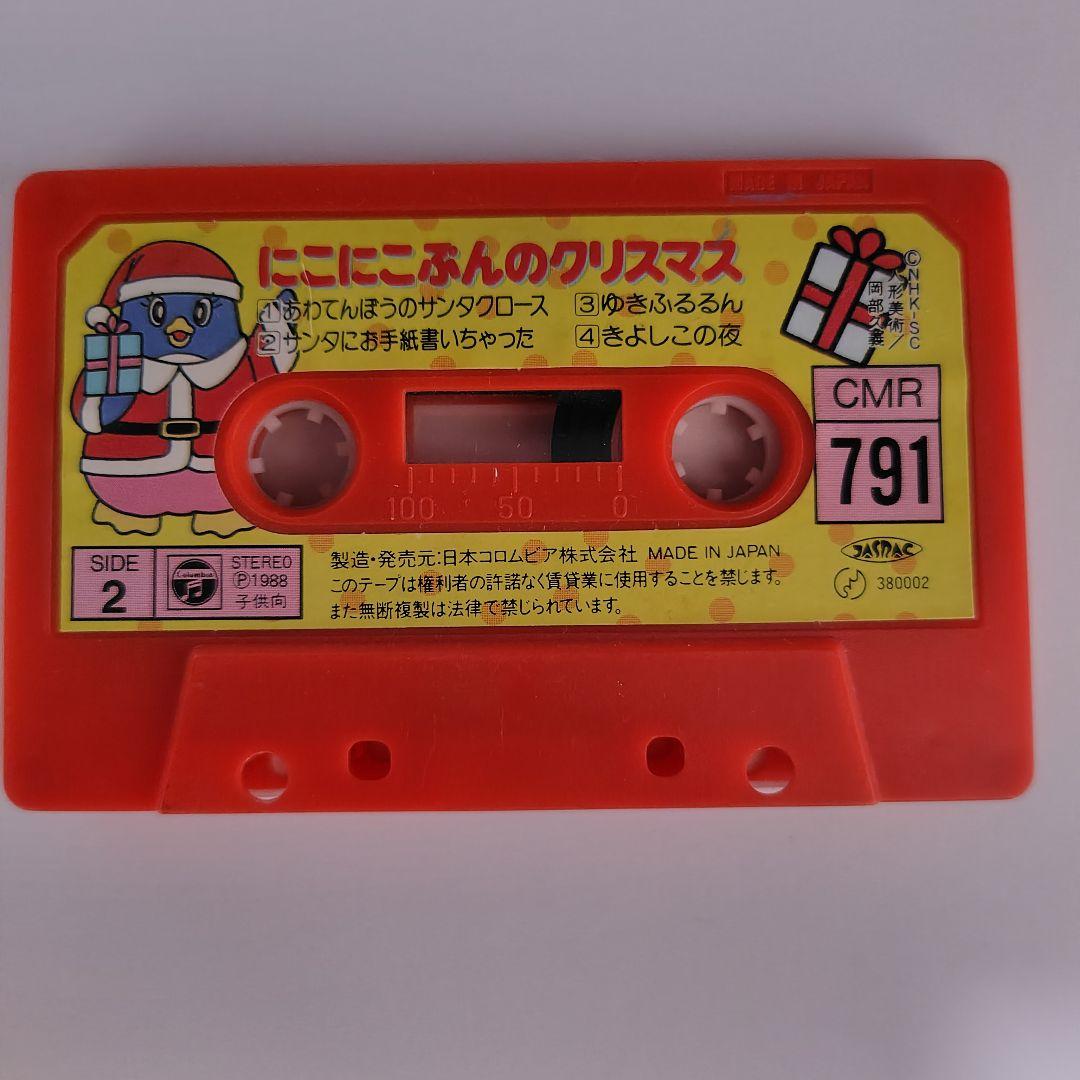 MADE IN JAPAN
にこにこぷんのクリスマス
1 あわてんぼうのサンタクロース
2 サンタにお手紙書いちゃった
3 ゆきふるるん
4 きよしこの夜
©NHK-SC
人形美術/
岡部久義
CMR
791
100 50 0
SIDE
2
Columbia
STEREO
Ⓟ1988
子供向
製造・発売元:日本コロムビア株式会社 MADE IN JAPAN
このテープは権利者の許諾なく賃貸業に使用することを禁じます。
また無断複製は法律で禁じられています。
JASRAC
380002